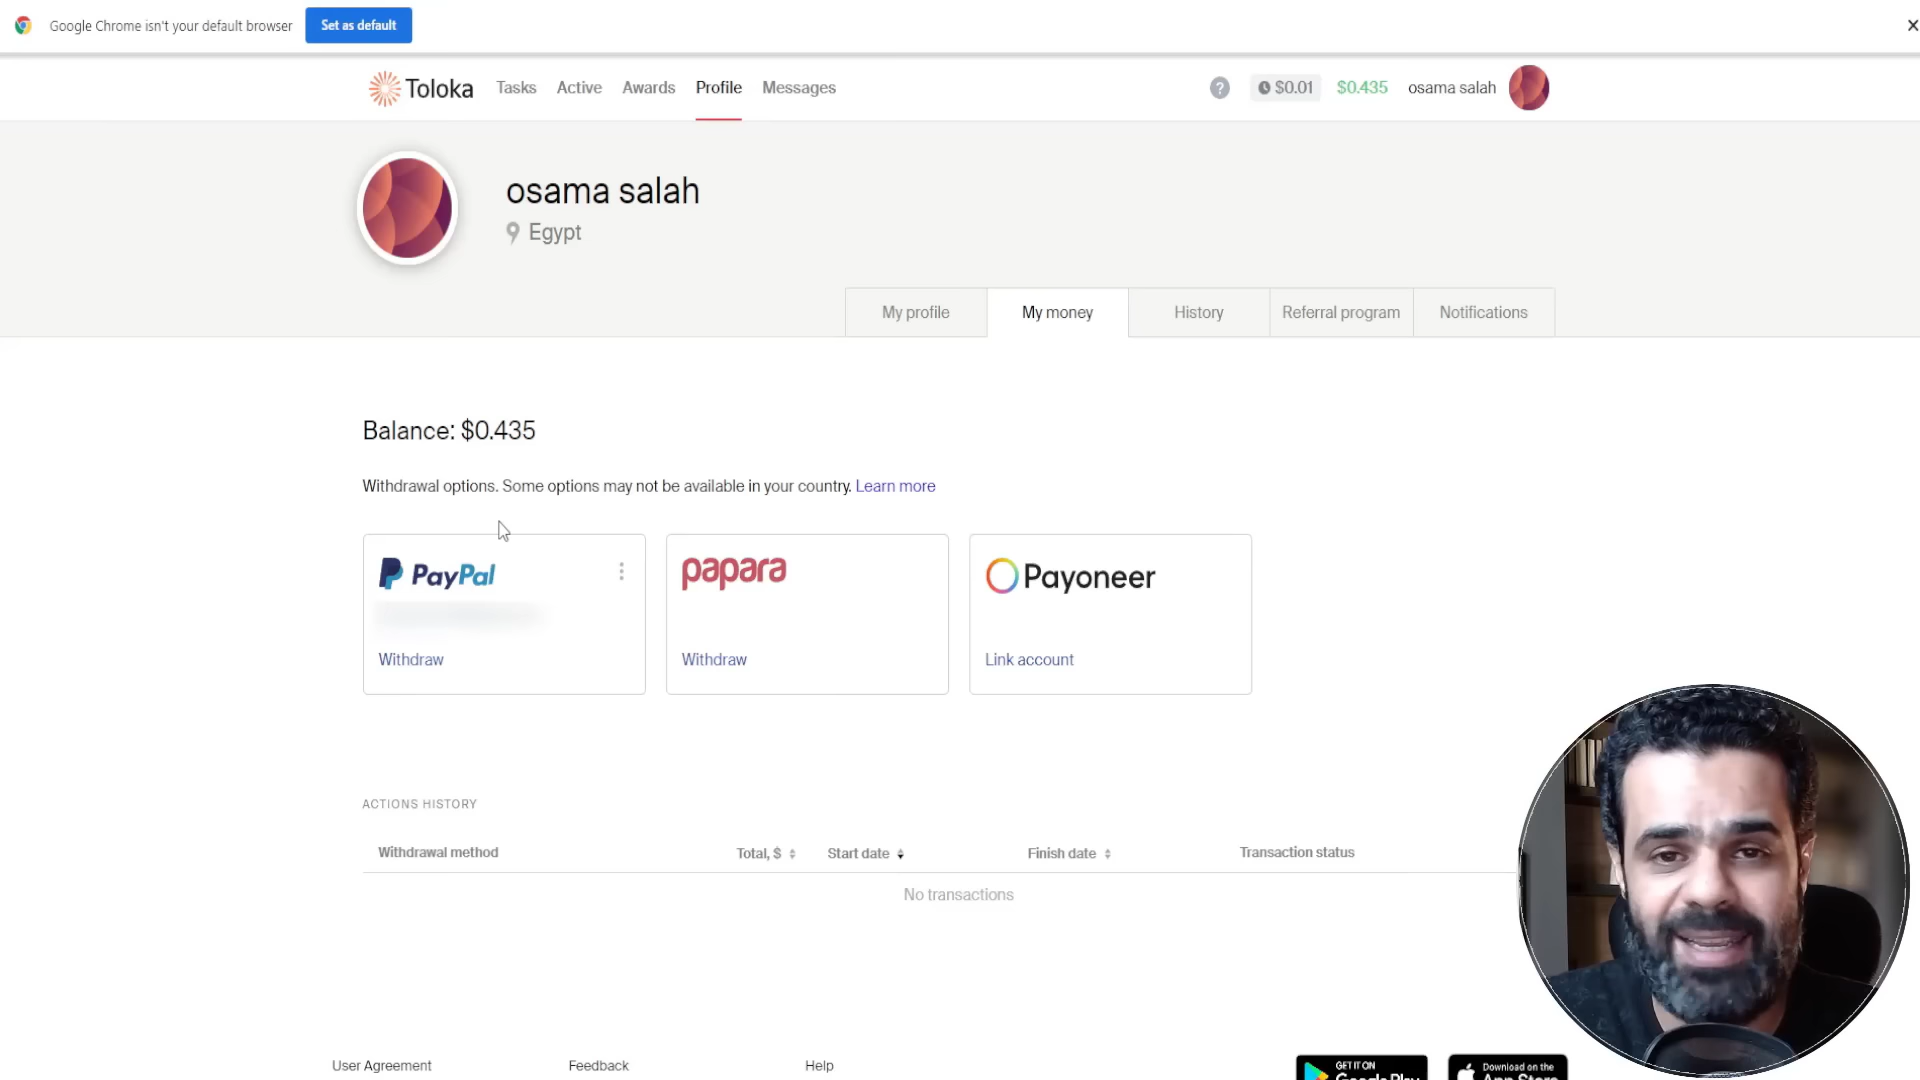 Google Chrome isn't your default browser Set as default
Toloka Tasks Active Awards Profile Messages ? $0.01 $0.435 osama salah
osama salah
Egypt
My profile My money History Referral program Notifications
Balance: $0.435
Withdrawal options. Some options may not be available in your country. Learn more
PayPal papara Payoneer
Withdraw Withdraw Link account
ACTIONS HISTORY
Withdrawal method Total, $ Start date Finish date Transaction status
No transactions
User Agreement Feedback Help
GET IT ON Download on the
Google Play App Store